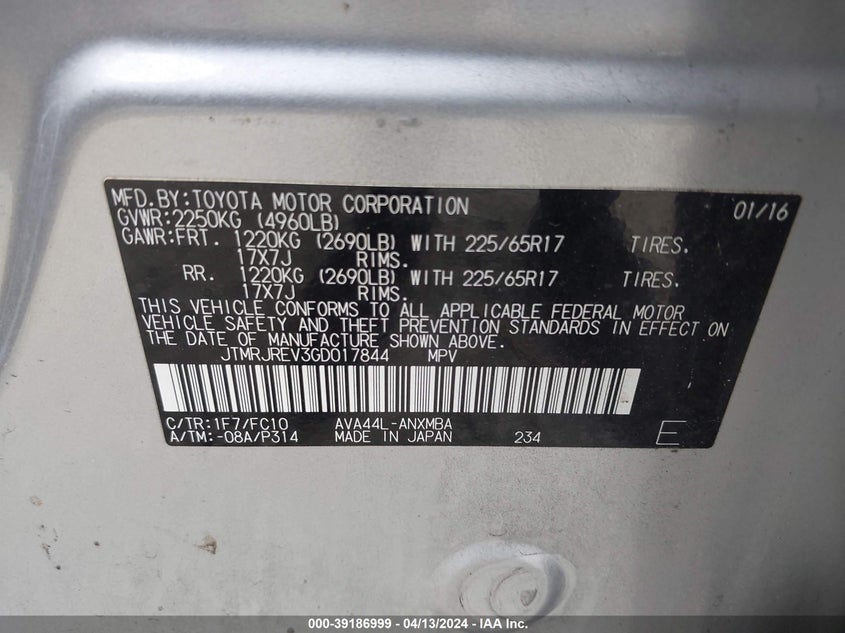 MFD.BY:TOYOTA MOTOR CORPORATION 01/16
GVWR:2250KG (4960LB)
GAWR:FRT. 1220KG (2690LB) WITH 225/65R17 TIRES.
17X7J RIMS.
RR. 1220KG (2690LB) WITH 225/65R17 TIRES.
17X7J RIMS.
THIS VEHICLE CONFORMS TO ALL APPLICABLE FEDERAL MOTOR
VEHICLE SAFETY AND THEFT PREVENTION STANDARDS IN EFFECT ON
THE DATE OF MANUFACTURE SHOWN ABOVE.
JTMRJREV3GD017844 MPV
C/TR:1F7/FC10 AVA44L-ANXMBA
A/TM:-08A/P314 MADE IN JAPAN 234 E
000-39186999 - 04/13/2024 - IAA Inc.